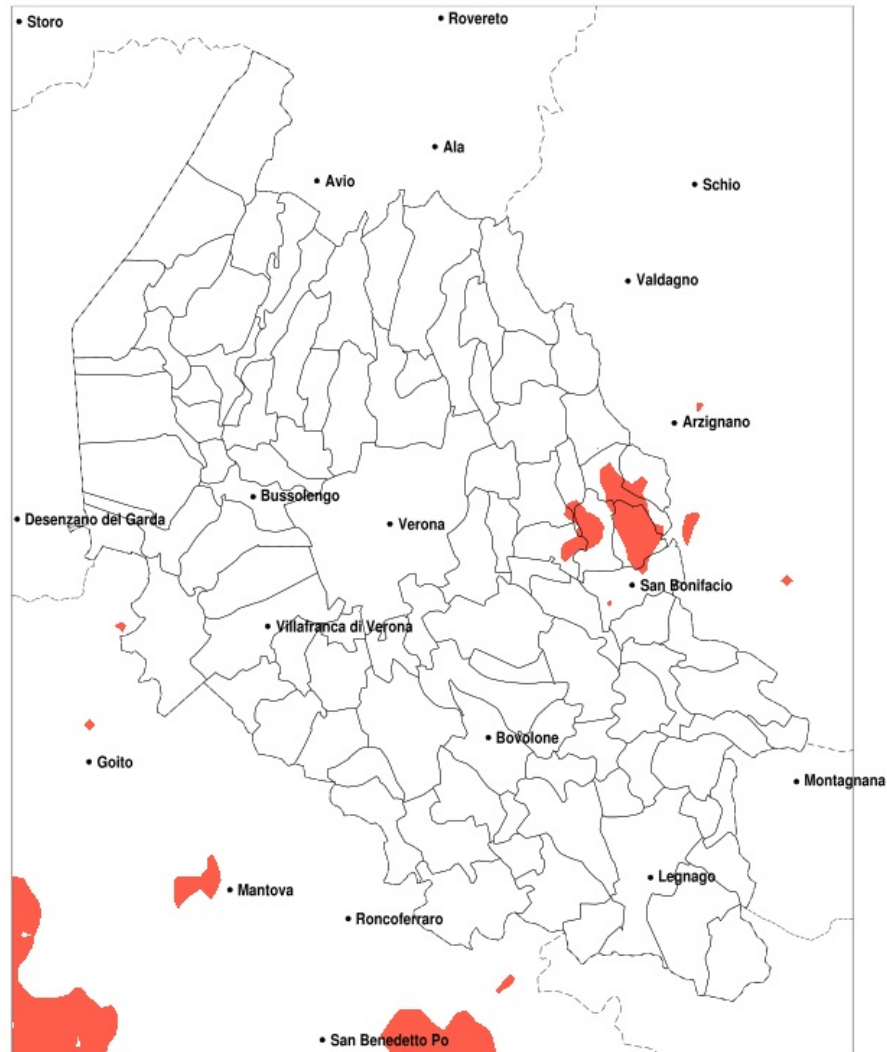 Storo
Rovereto
Ala
Avio
Schio
Valdagno
Arzignano
Bussolengo
Desenzano del Garda
Verona
San Bonifacio
Villafranca di Verona
Bovolone
Goito
Montagnana
Legnago
Mantova
Roncoferraro
San Benedetto Po